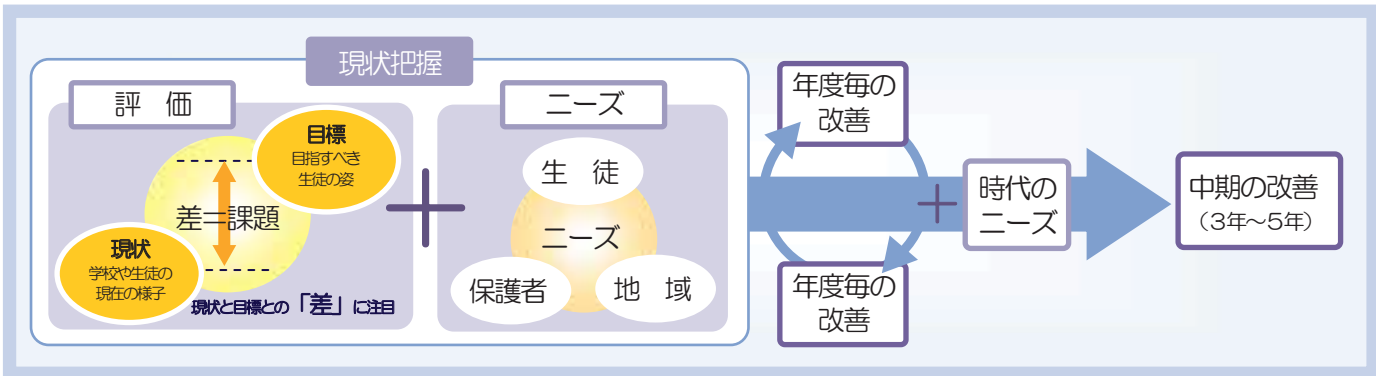 現状把握
評 価
目標
目指すべき
生徒の姿
差=課題
現状
学校や生徒の
現在の様子
現状と目標との「差」に注目
+
ニーズ
生 徒
ニーズ
保護者
地 域
年度毎の
改善
年度毎の
改善
+
時代の
ニーズ
中期の改善
(3年~5年)